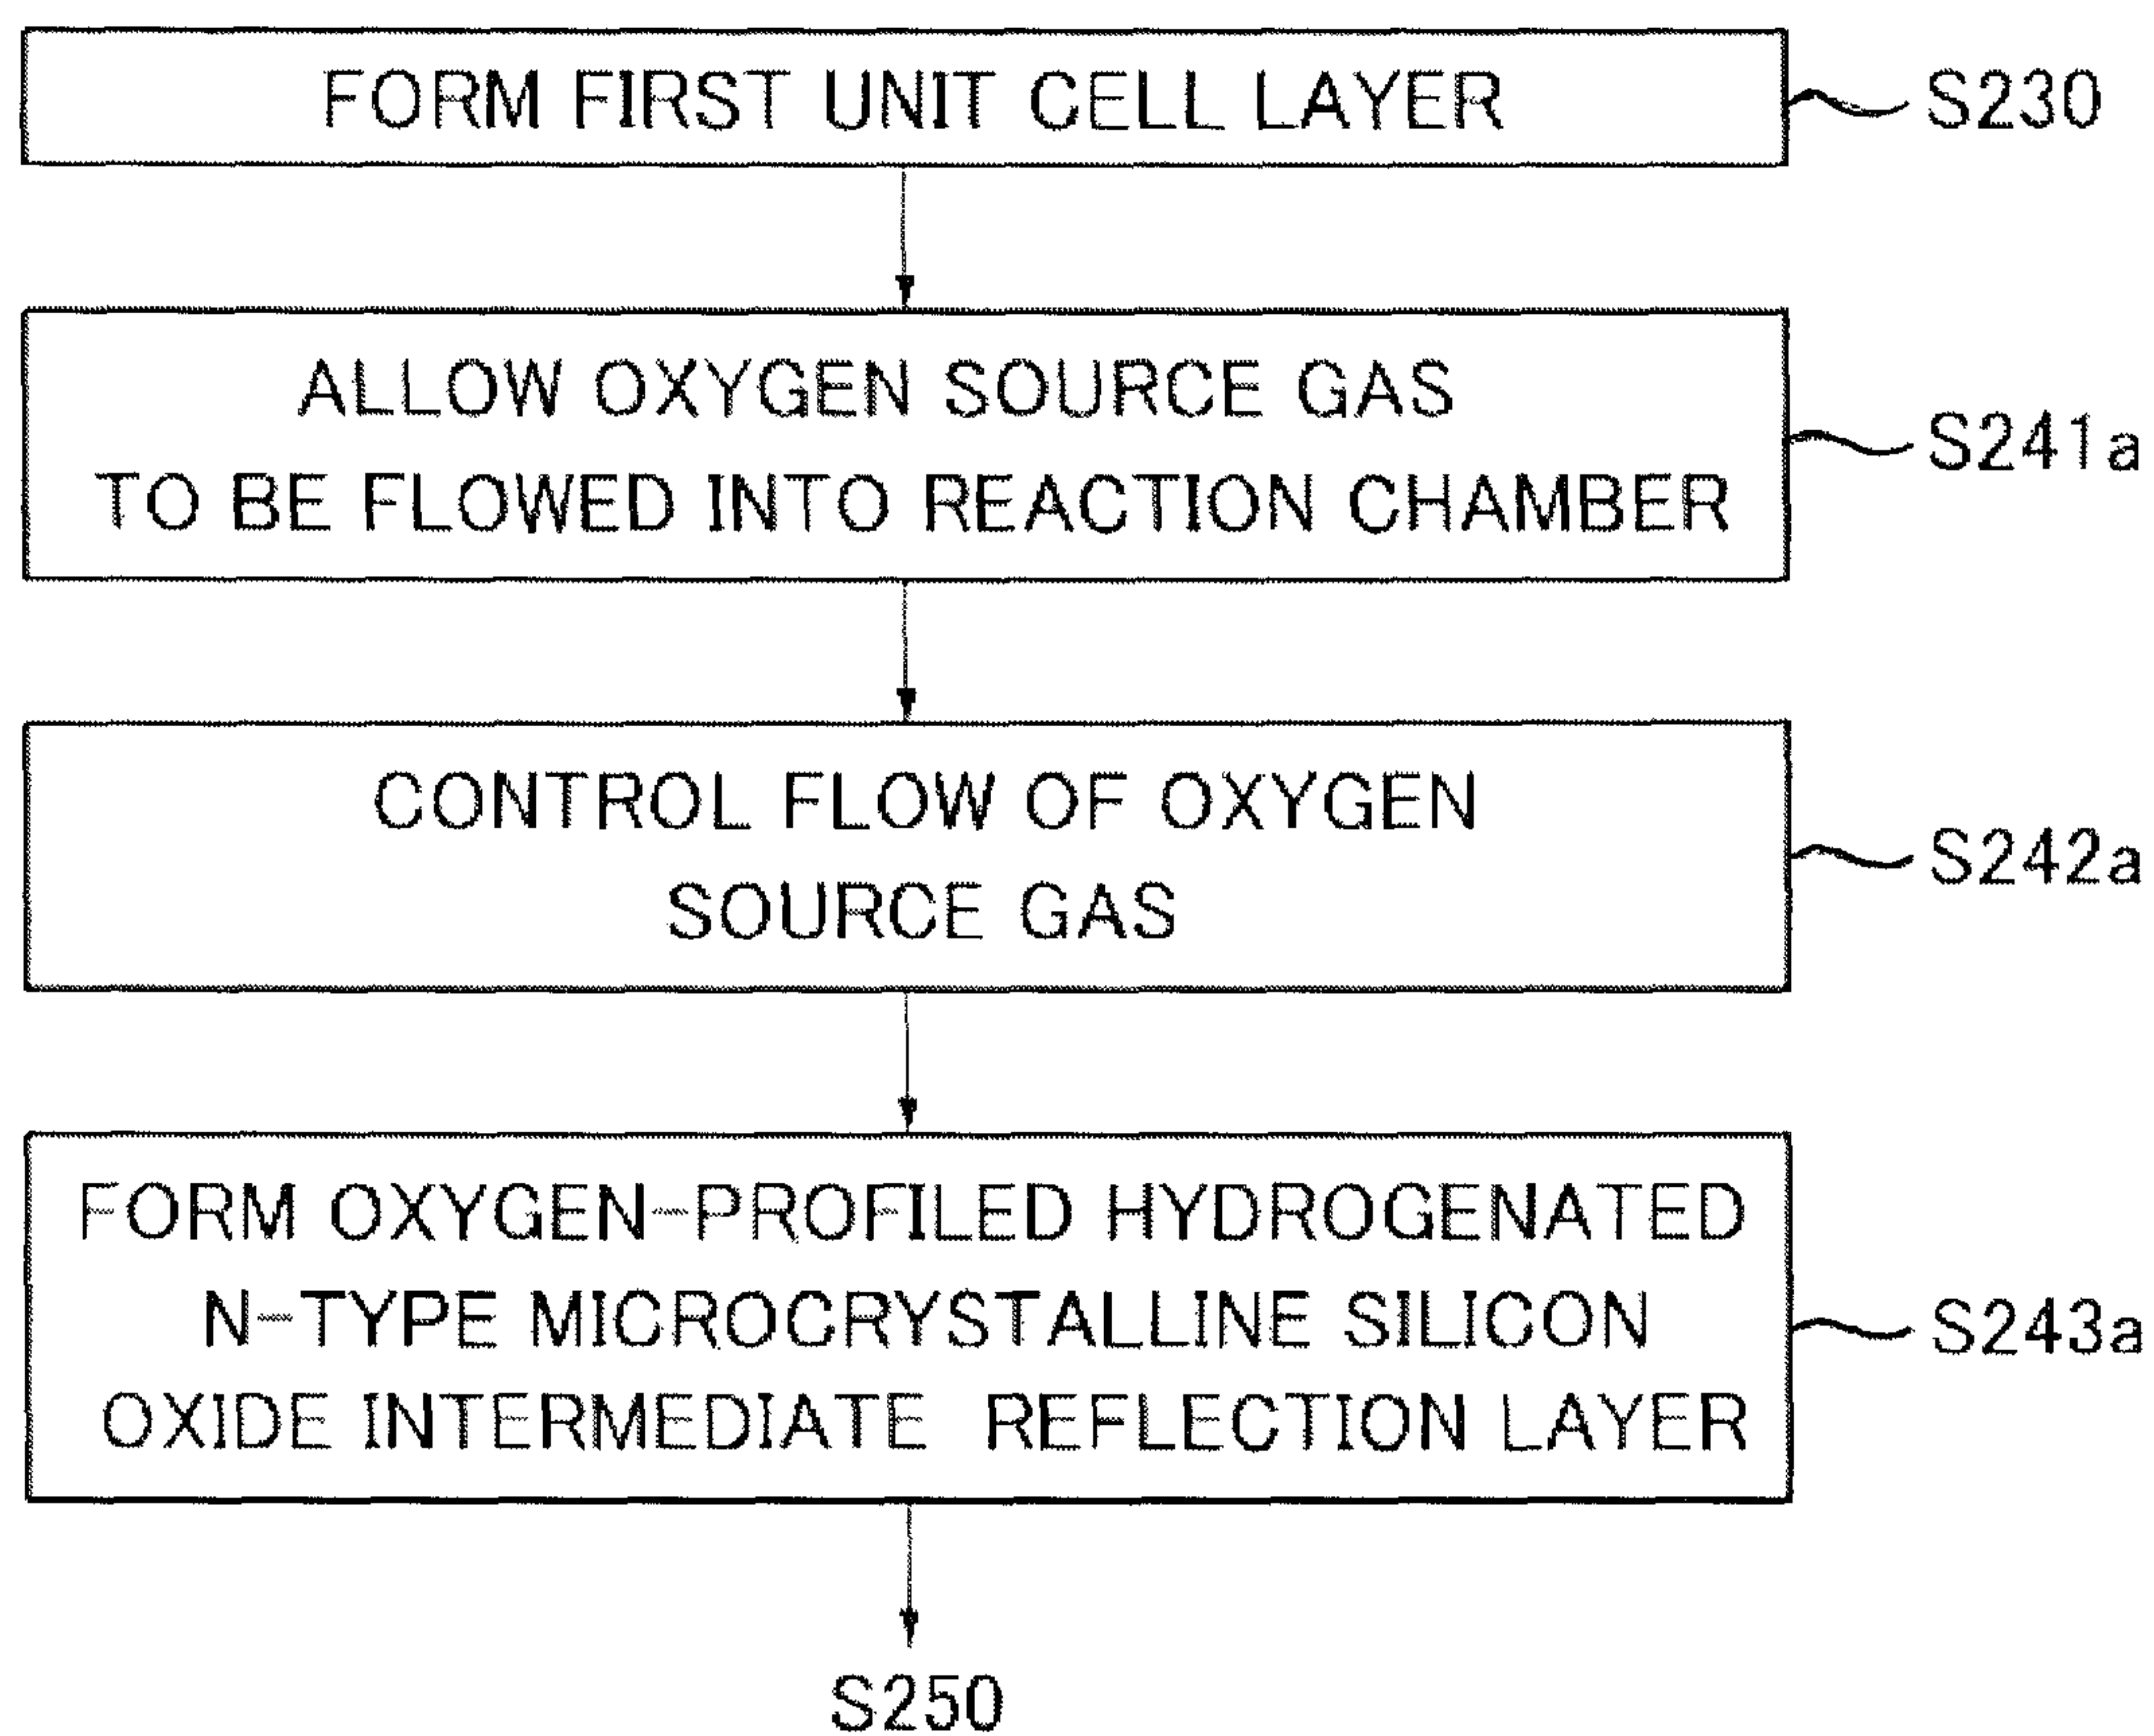 FORM FIRST UNIT CELL LAYER
S230
ALLOW OXYGEN SOURCE GAS
TO BE FLOWED INTO REACTION CHAMBER
S241a
CONTROL FLOW OF OXYGEN
SOURCE GAS
S242a
FORM OXYGEN-PROFILED HYDROGENATED
N-TYPE MICROCRYSTALLINE SILICON
OXIDE INTERMEDIATE REFLECTION LAYER
S243a
S250